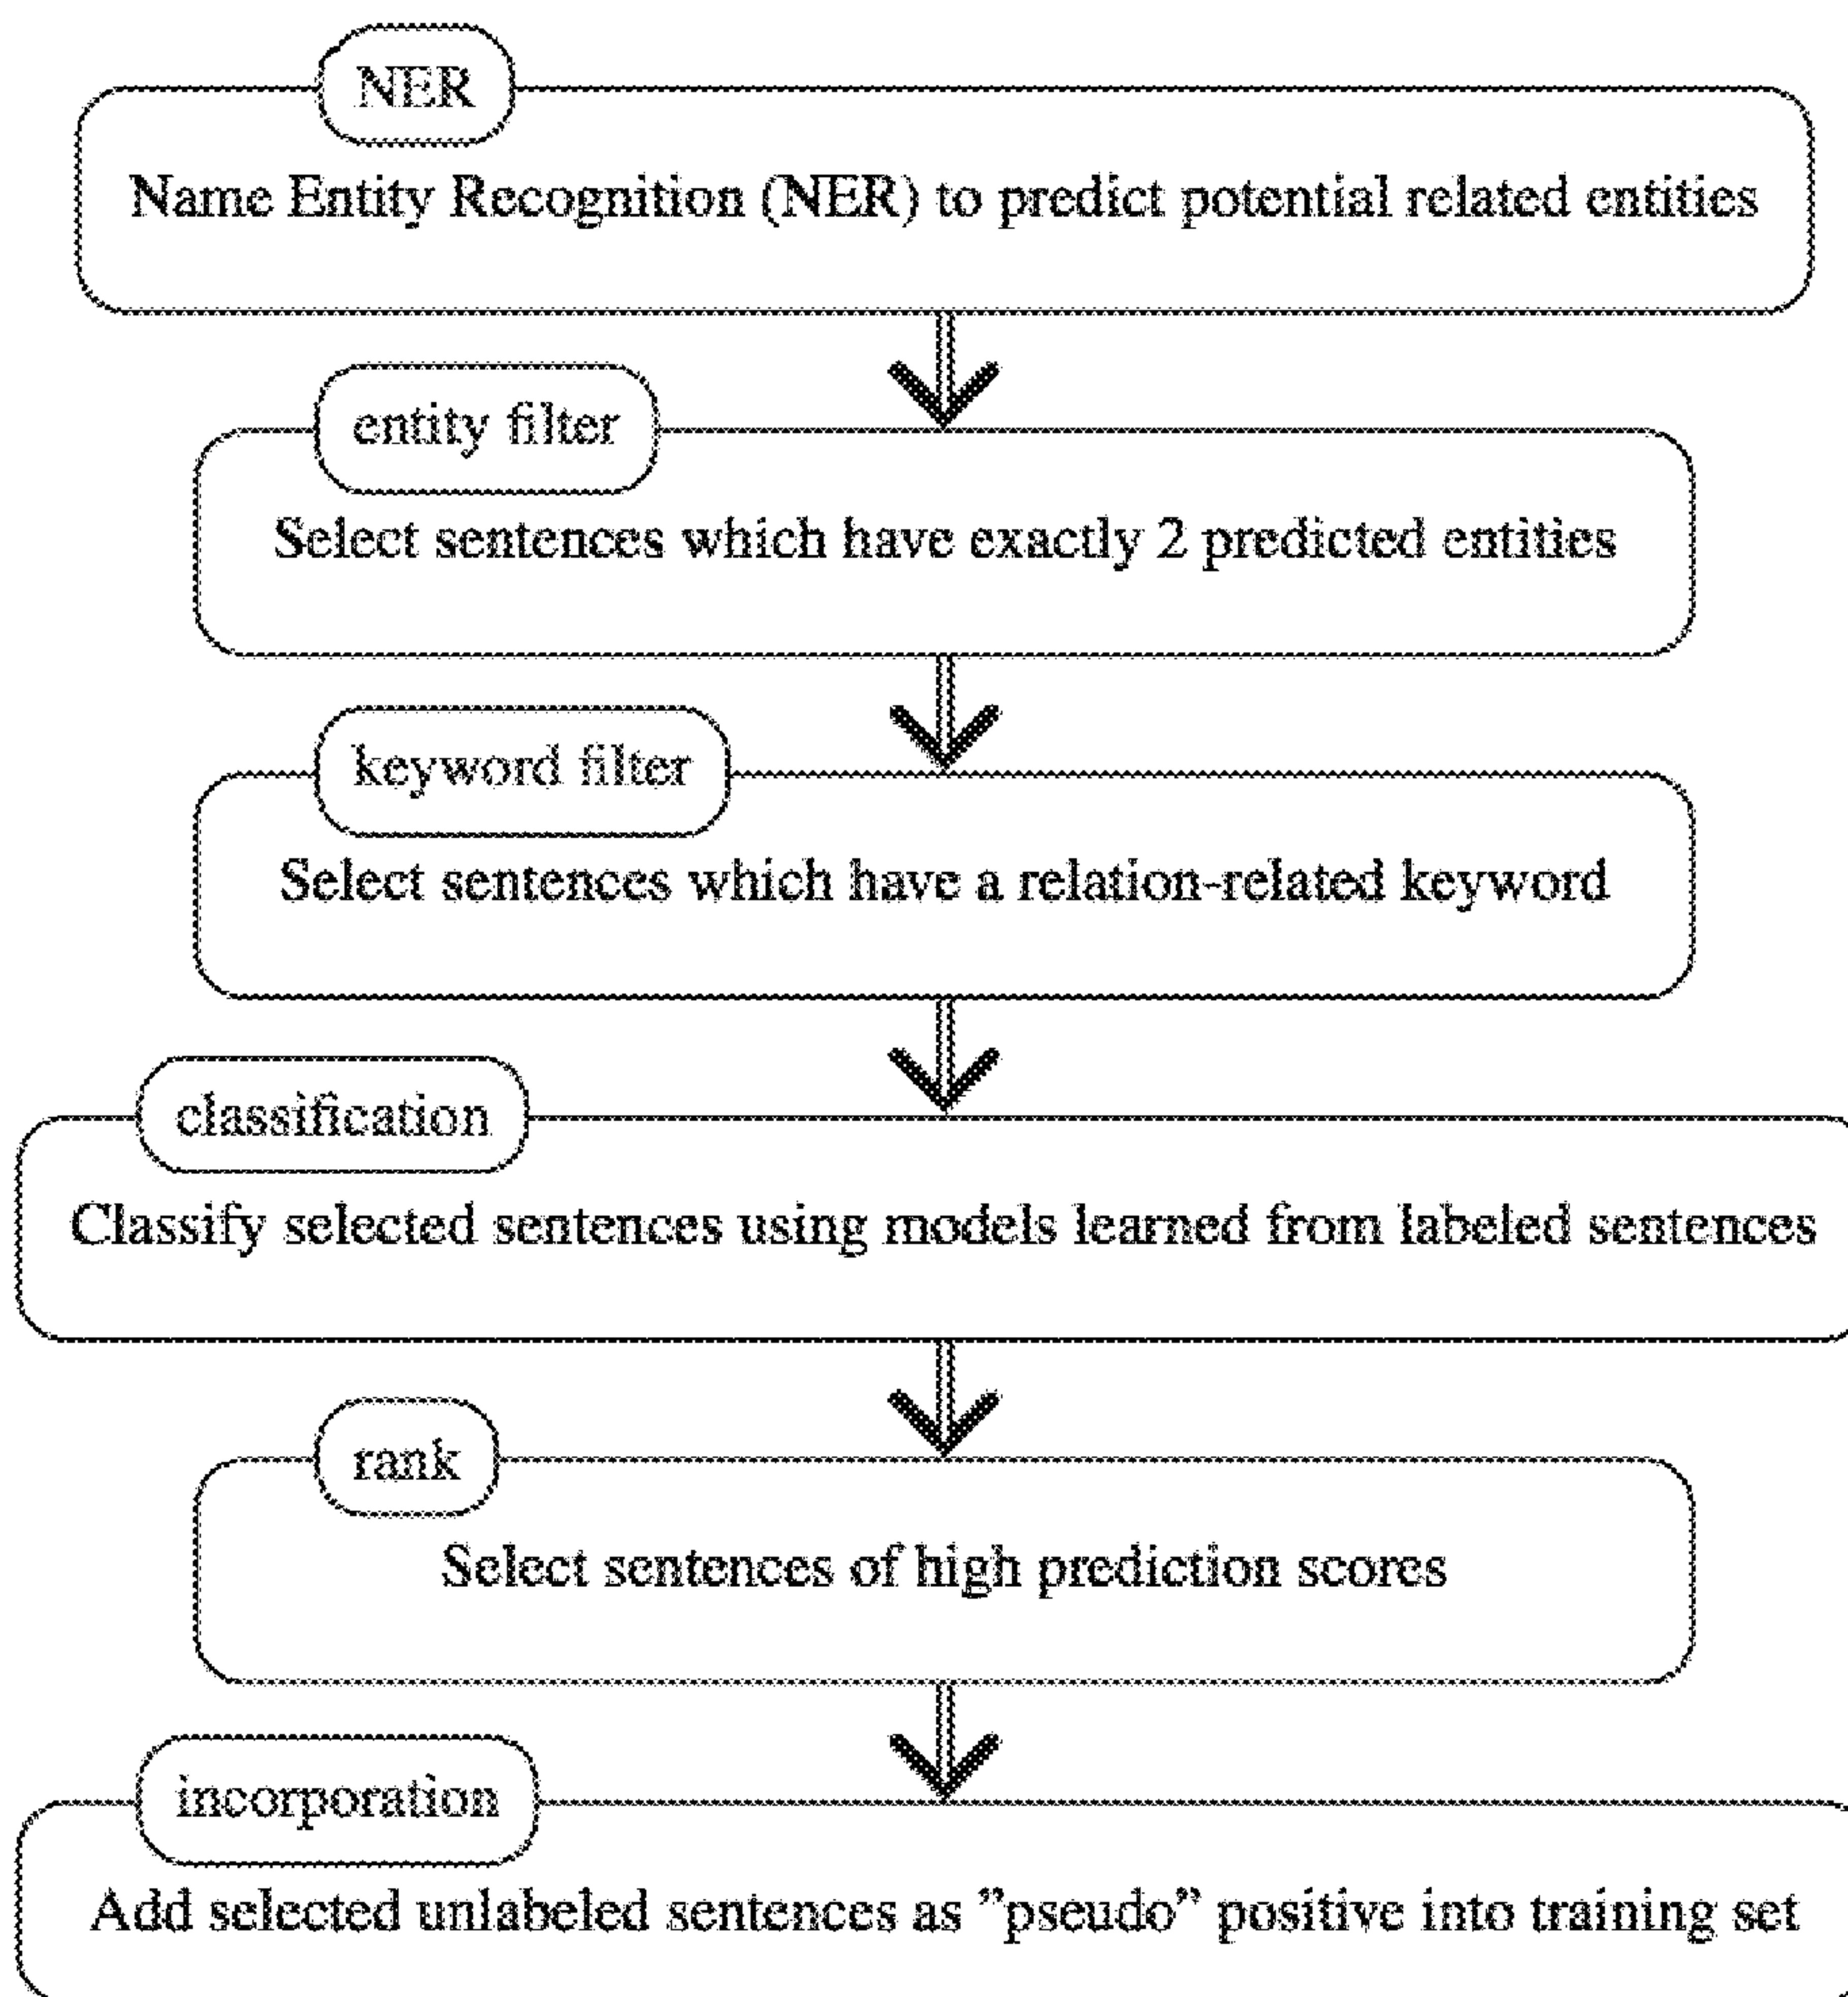 NER
Name Entity Recognition (NER) to predict potential related entities
entity filter
Select sentences which have exactly 2 predicted entities
keyword filter
Select sentences which have a relation-related keyword
classification
Classify selected sentences using models learned from labeled sentences
rank
Select sentences of high prediction scores
incorporation
Add selected unlabeled sentences as ”pseudo” positive into training set